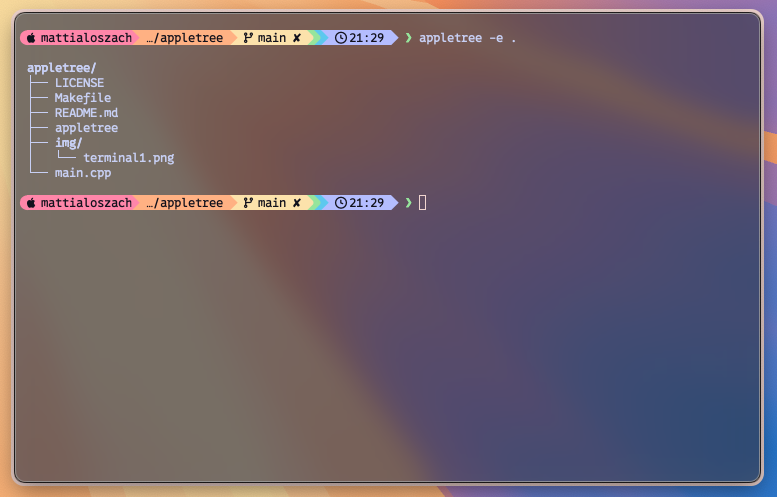 mattialoszach …/appletree main ✘ 21:29 ❯ appletree -e .
appletree/
├── LICENSE
├── Makefile
├── README.md
├── appletree
├── img/
│   └── terminal1.png
└── main.cpp
mattialoszach …/appletree main ✘ 21:29 ❯